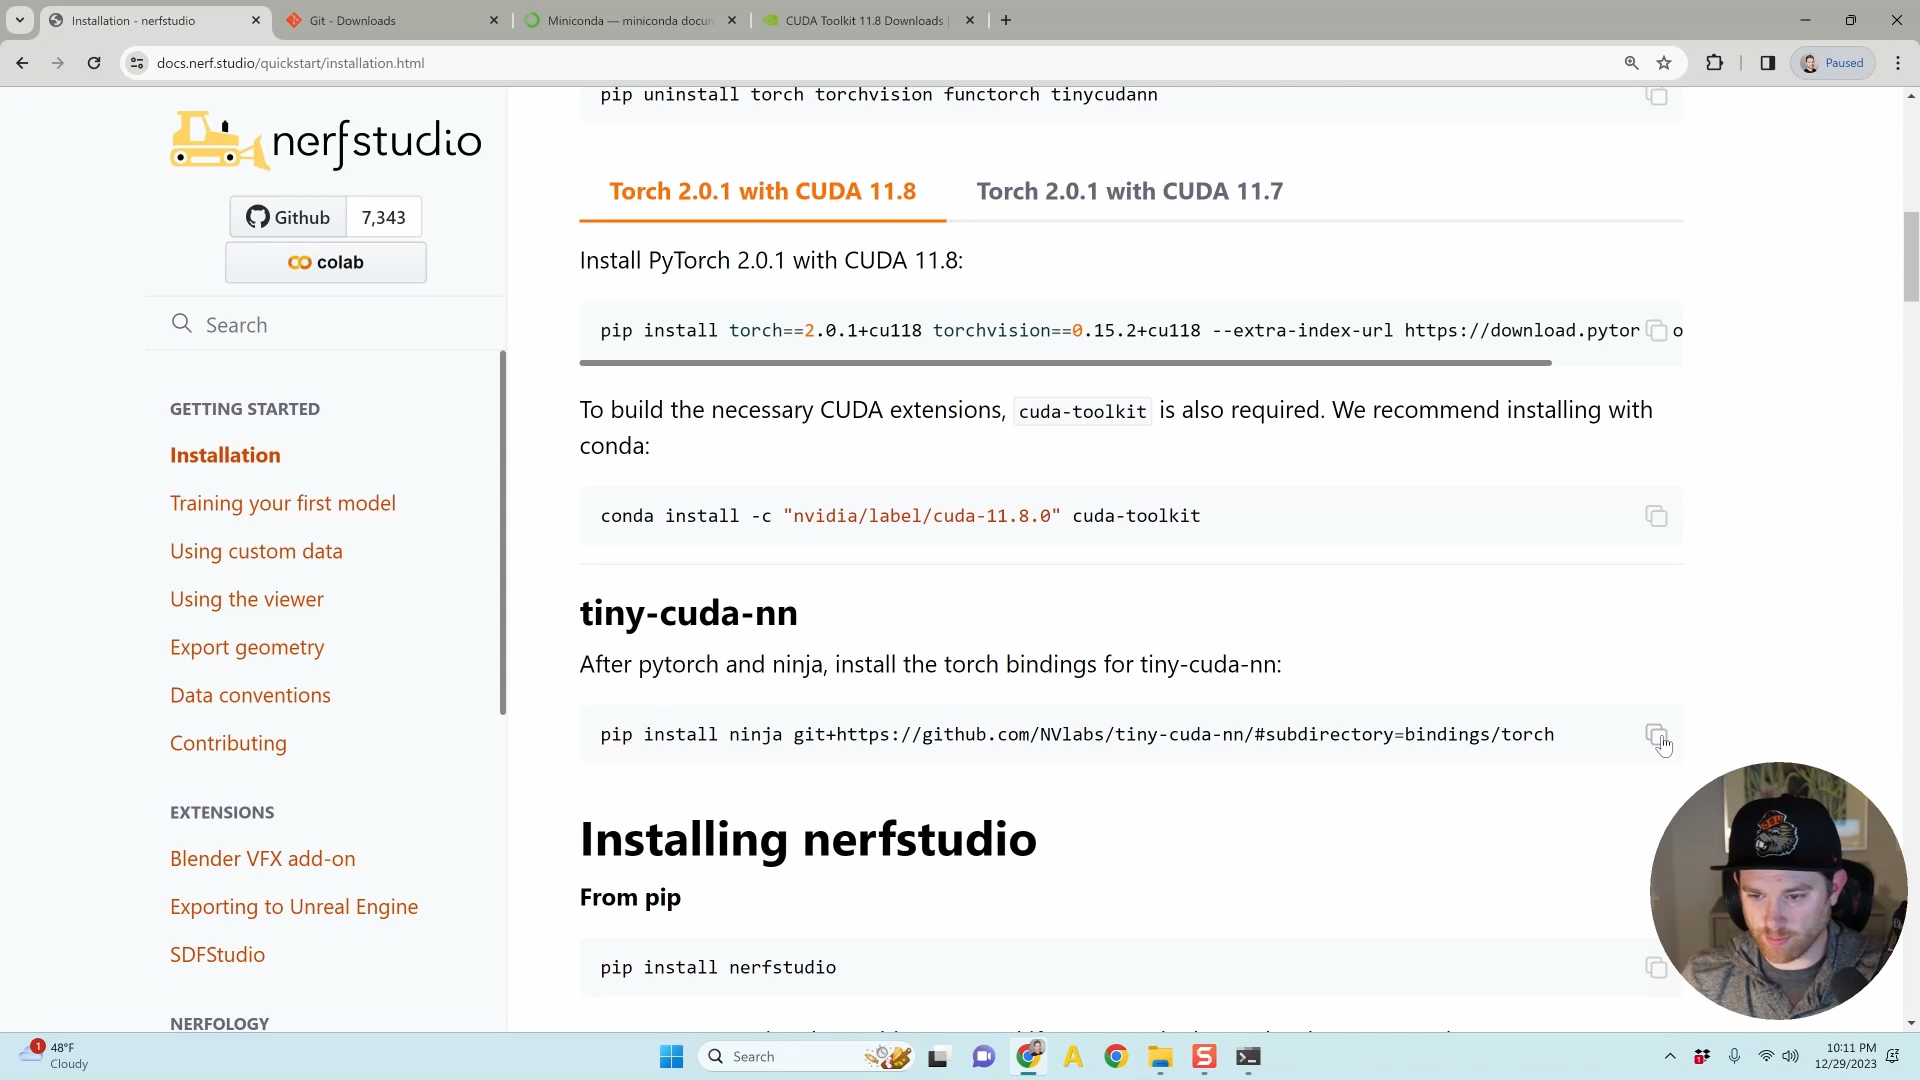 Installation - nerfstudio
Git - Downloads
Miniconda — miniconda docum
CUDA Toolkit 11.8 Downloads
docs.nerf.studio/quickstart/installation.html
Paused
nerfstudio
Github 7,343
colab
Search
GETTING STARTED
Installation
Training your first model
Using custom data
Using the viewer
Export geometry
Data conventions
Contributing
EXTENSIONS
Blender VFX add-on
Exporting to Unreal Engine
SDFStudio
NERFOLOGY
pip uninstall torch torchvision functorch tinycudann
Torch 2.0.1 with CUDA 11.8 Torch 2.0.1 with CUDA 11.7
Install PyTorch 2.0.1 with CUDA 11.8:
pip install torch==2.0.1+cu118 torchvision==0.15.2+cu118 --extra-index-url https://download.pytor o
To build the necessary CUDA extensions, cuda-toolkit is also required. We recommend installing with
conda:
conda install -c "nvidia/label/cuda-11.8.0" cuda-toolkit
tiny-cuda-nn
After pytorch and ninja, install the torch bindings for tiny-cuda-nn:
pip install ninja git+https://github.com/NVlabs/tiny-cuda-nn/#subdirectory=bindings/torch
Installing nerfstudio
From pip
pip install nerfstudio
1
48°F
Cloudy
Search
10:11 PM
12/29/2023